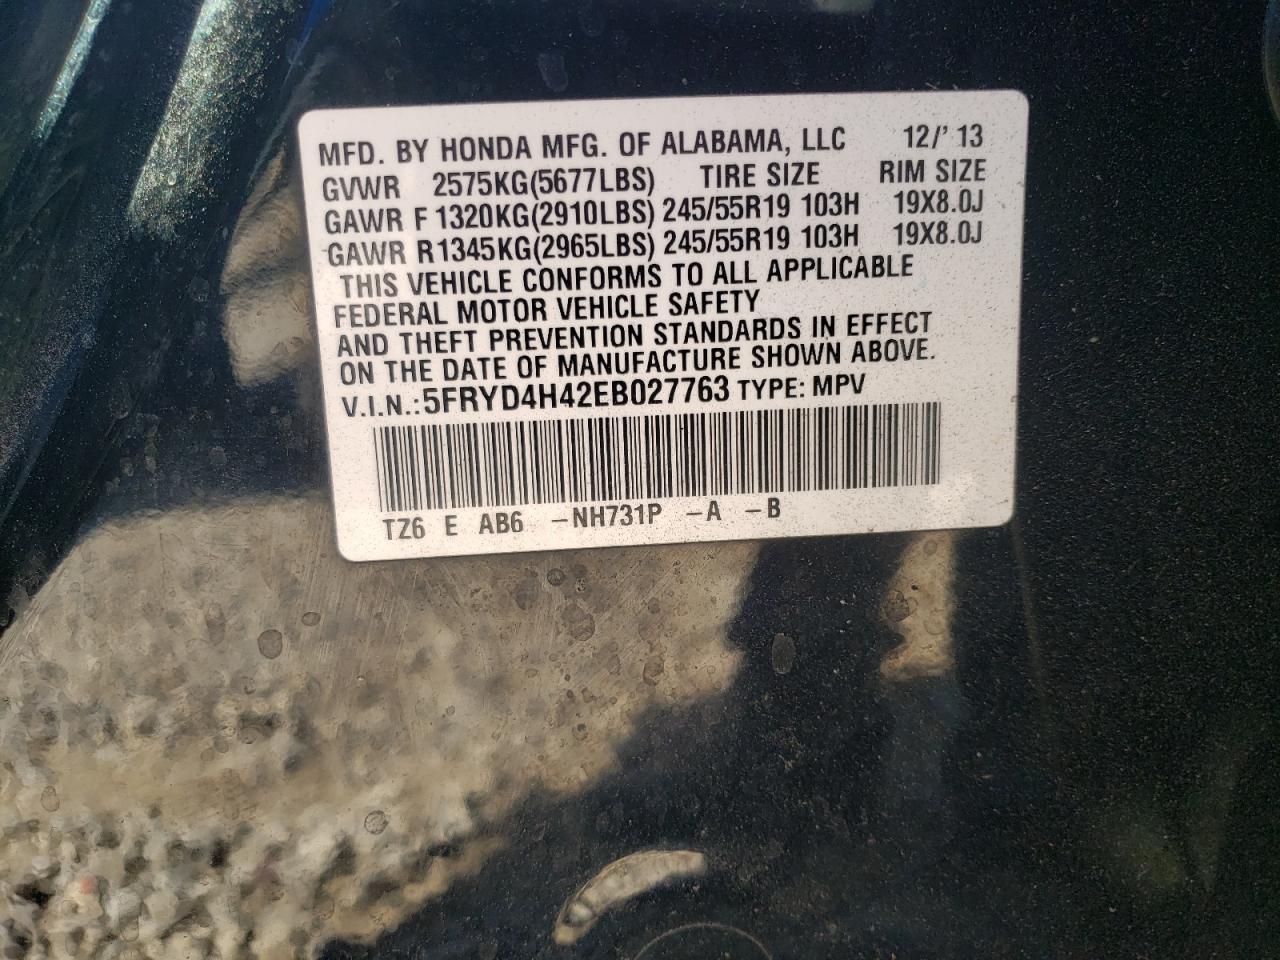 MFD. BY HONDA MFG. OF ALABAMA, LLC 12/' 13
GVWR 2575KG(5677LBS) TIRE SIZE RIM SIZE
GAWR F 1320KG(2910LBS) 245/55R19 103H 19X8.0J
GAWR R 1345KG(2965LBS) 245/55R19 103H 19X8.0J
THIS VEHICLE CONFORMS TO ALL APPLICABLE
FEDERAL MOTOR VEHICLE SAFETY
AND THEFT PREVENTION STANDARDS IN EFFECT
ON THE DATE OF MANUFACTURE SHOWN ABOVE.
V.I.N.: 5FRYD4H42EB027763 TYPE: MPV
TZ6 E AB6 -NH731P -A -B